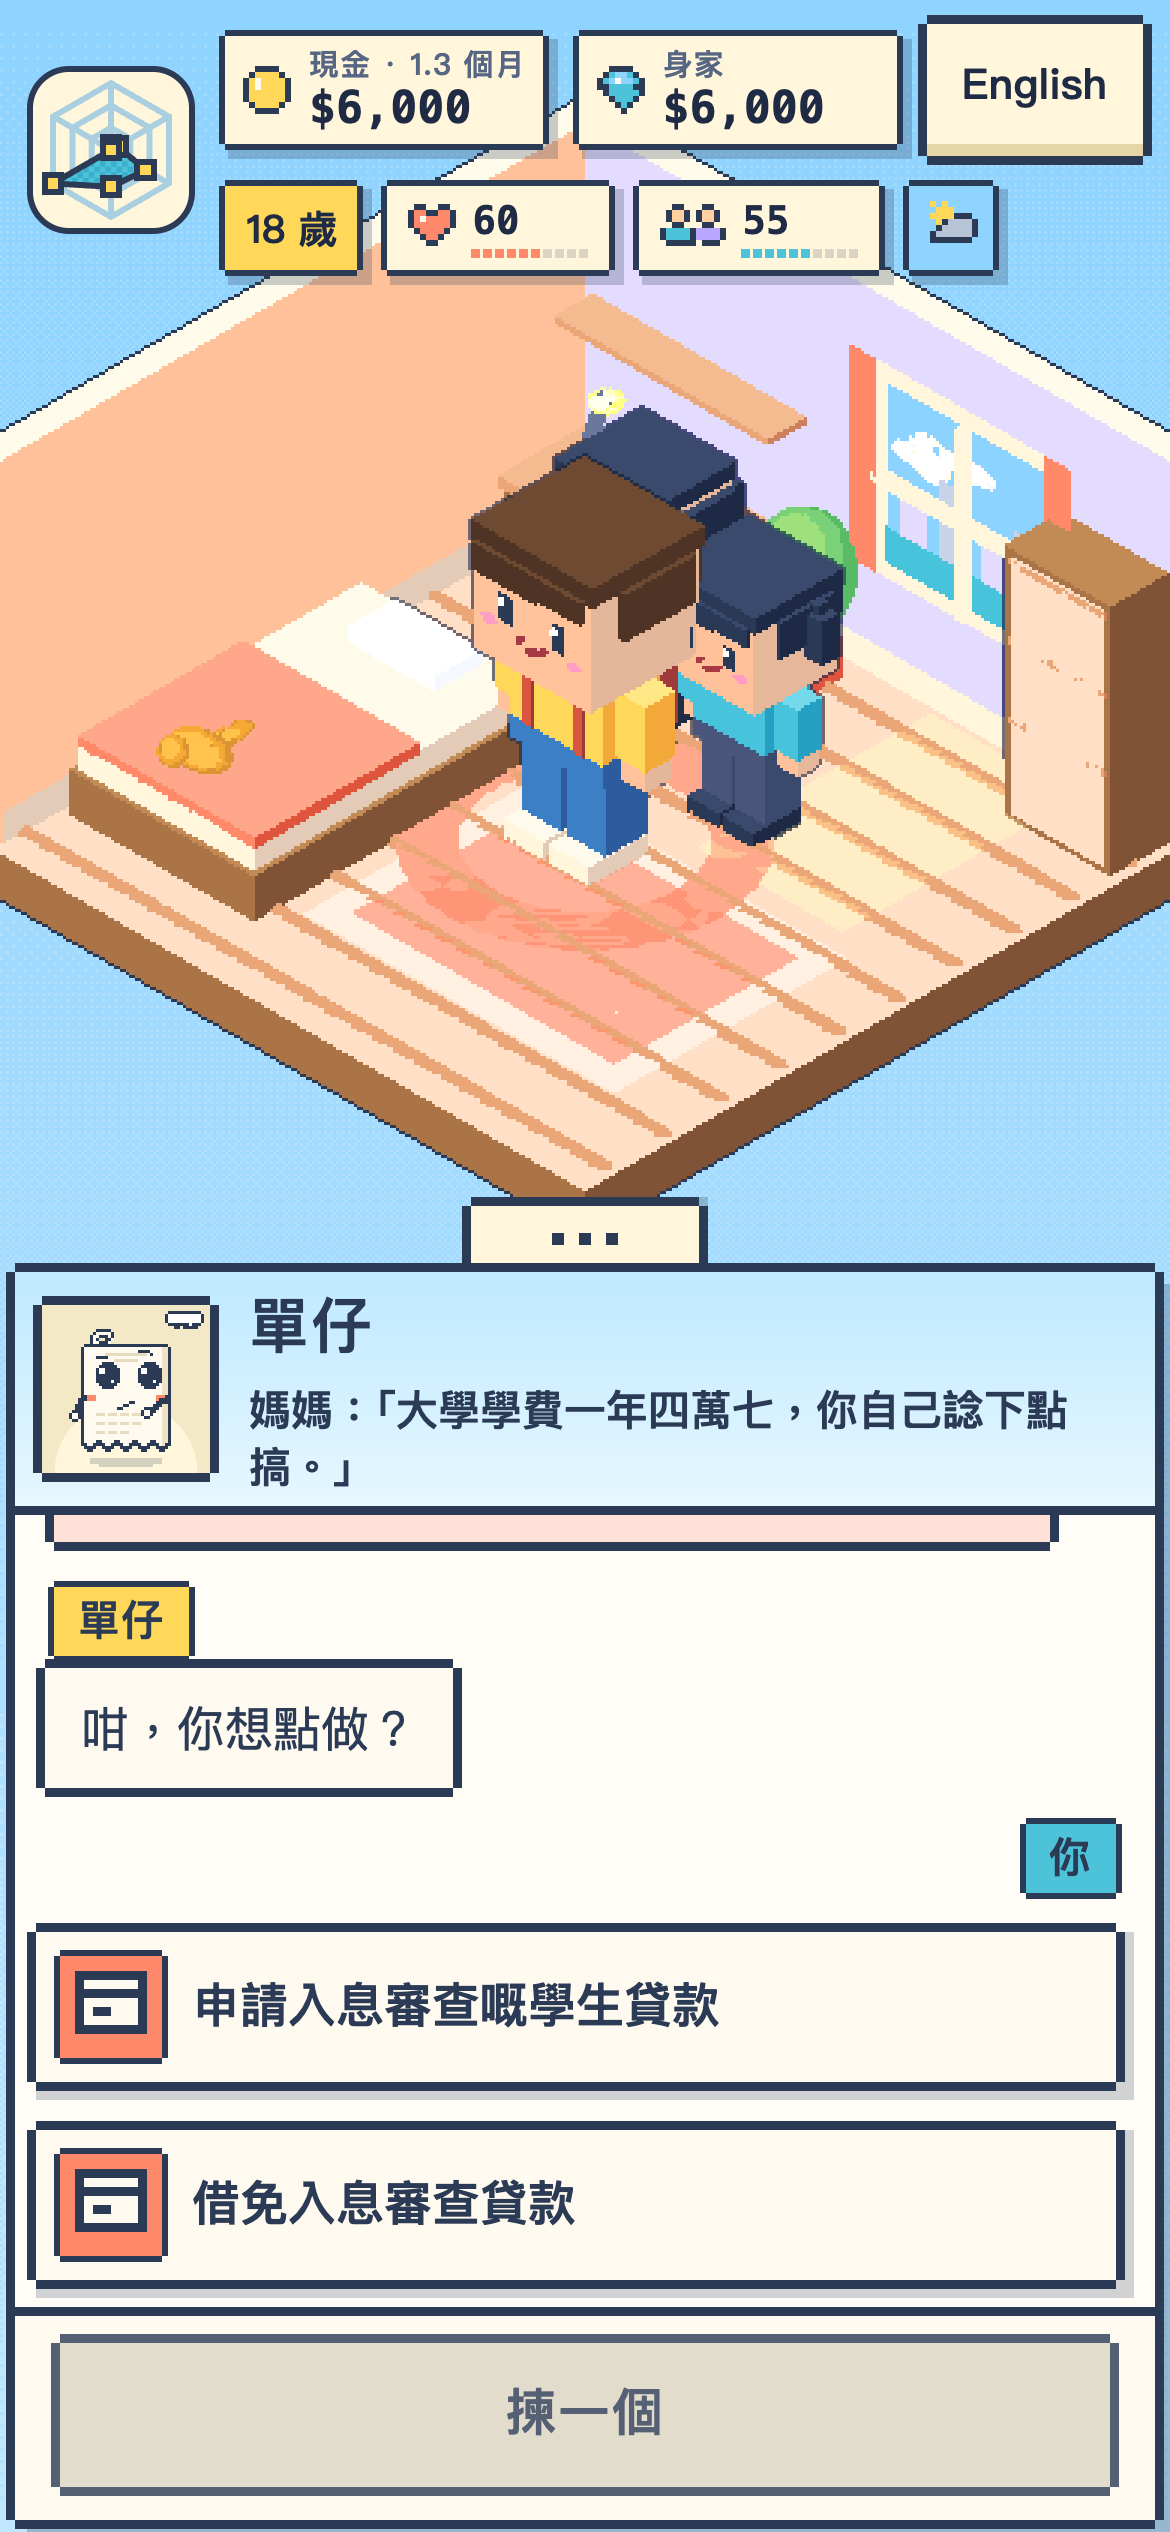 現金 · 1.3 個月
$6,000
身家
$6,000
English
18 歲
60
55
單仔
媽媽：「大學學費一年四萬七，你自己諗下點
搞。」
單仔
咁，你想點做？
你
申請入息審查嘅學生貸款
借免入息審查貸款
揀一個